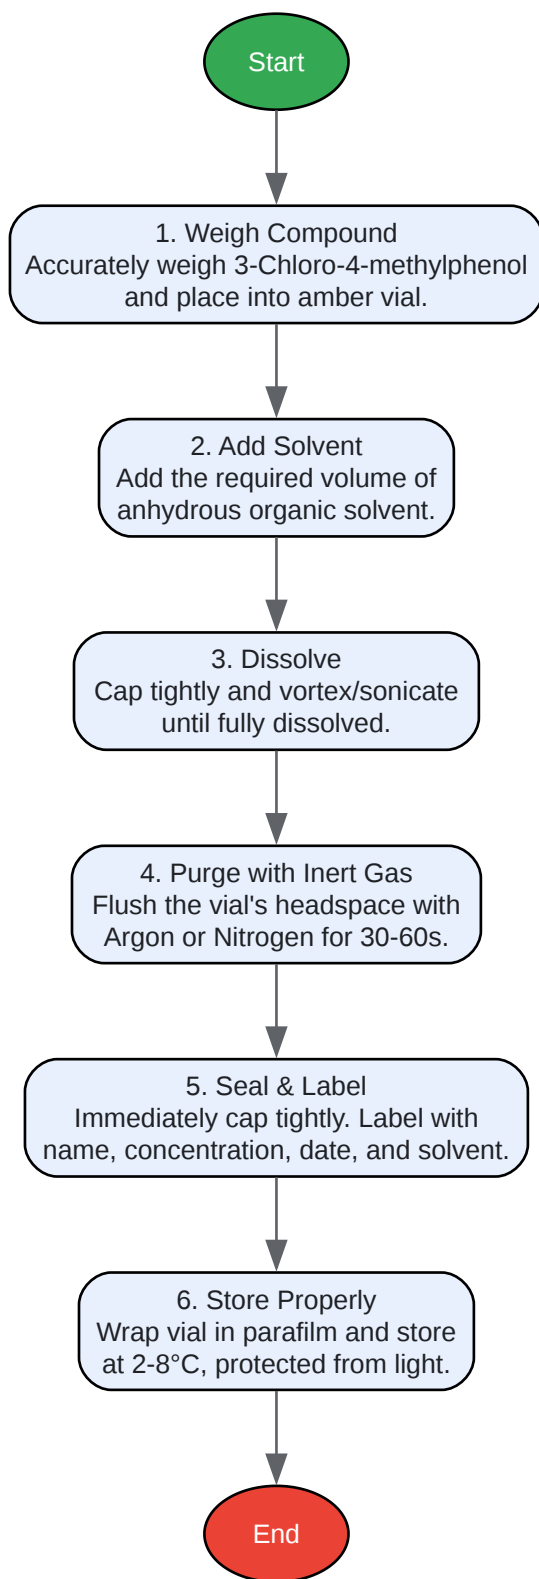 Start
1. Weigh Compound
Accurately weigh 3-Chloro-4-methylphenol
and place into amber vial.
2. Add Solvent
Add the required volume of
anhydrous organic solvent.
3. Dissolve
Cap tightly and vortex/sonicate
until fully dissolved.
4. Purge with Inert Gas
Flush the vial's headspace with
Argon or Nitrogen for 30-60s.
5. Seal & Label
Immediately cap tightly. Label with
name, concentration, date, and solvent.
6. Store Properly
Wrap vial in parafilm and store
at 2-8°C, protected from light.
End